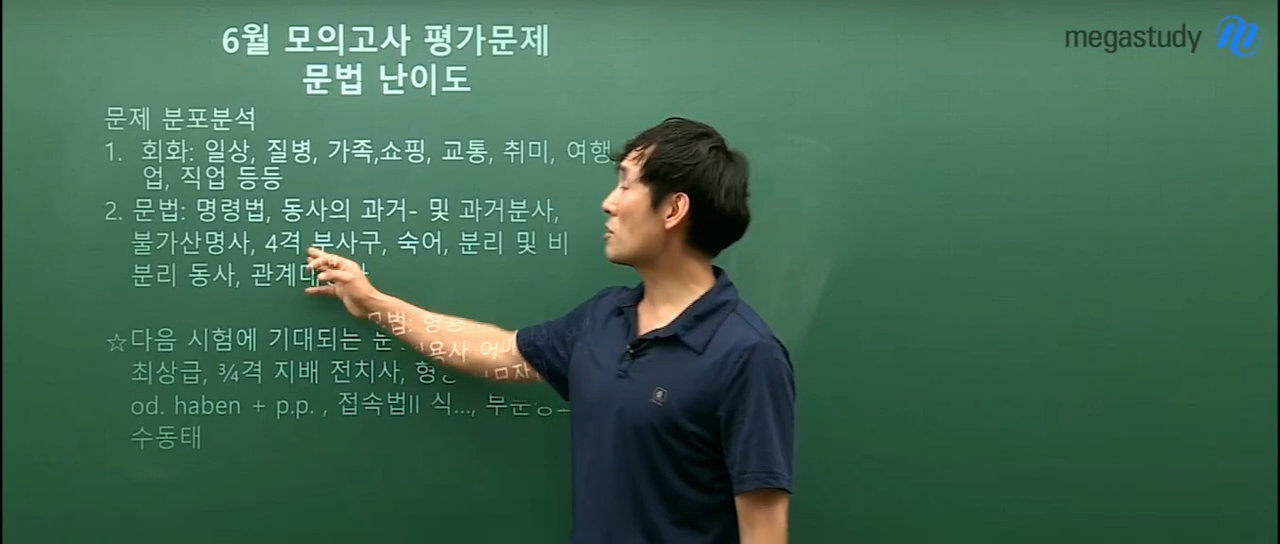 megastudy
6월 모의고사 평가문제
문법 난이도
문제 분포분석
1. 회화: 일상, 질병, 가족,쇼핑, 교통, 취미, 여행
업, 직업 등등
2. 문법: 명령법, 동사의 과거- 및 과거분사,
불가산명사, 4격 부사구, 숙어, 분리 및 비
분리 동사,
☆다음 시험에 기대되는
최상급, ¾격 지배 전치사,
od. haben + p.p. , 접속법II 식...,
수동태